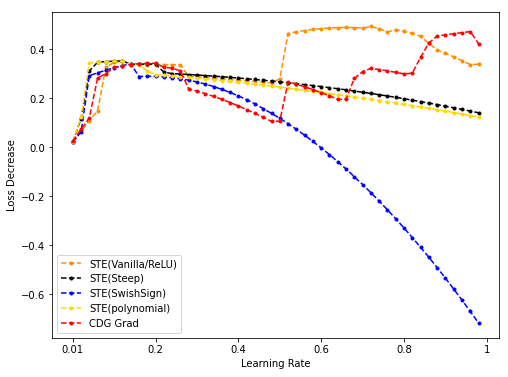 0.4
0.2
0.0
−0.2
−0.4
−0.6
Loss Decrease
STE(Vanilla/ReLU)
STE(Steep)
STE(SwishSign)
STE(polynomial)
CDG Grad
0.01 0.2 0.4 0.6 0.8 1
Learning Rate